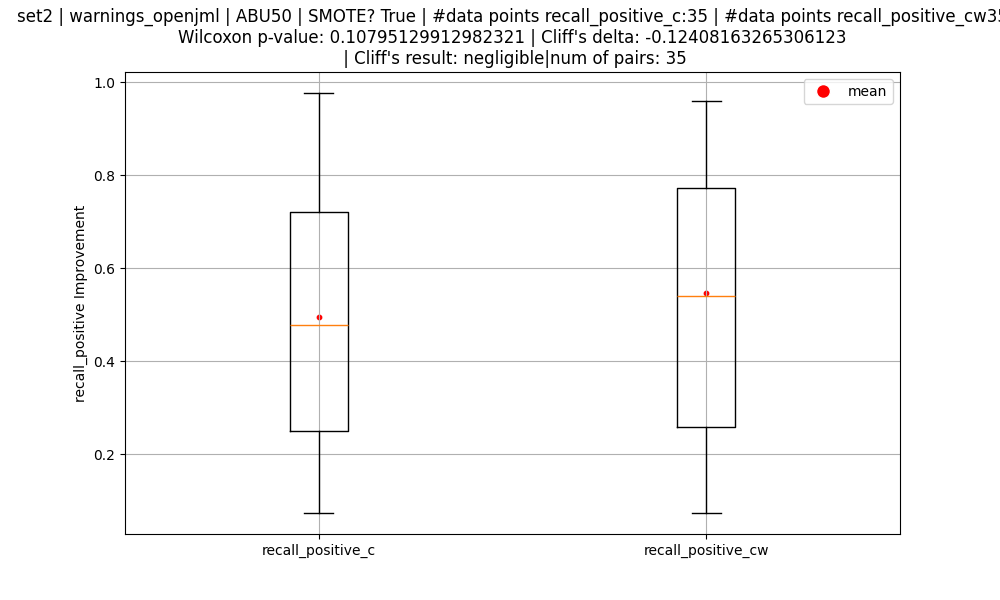 set2 | warnings_openjml | ABU50 | SMOTE? True | #data points recall_positive_c:35 | #data points recall_positive_cw35
Wilcoxon p-value: 0.10795129912982321 | Cliff's delta: -0.12408163265306123
| Cliff's result: negligible|num of pairs: 35
1.0
mean
0.8
0.6
0.4
0.2
recall_positive Improvement
recall_positive_c
recall_positive_cw